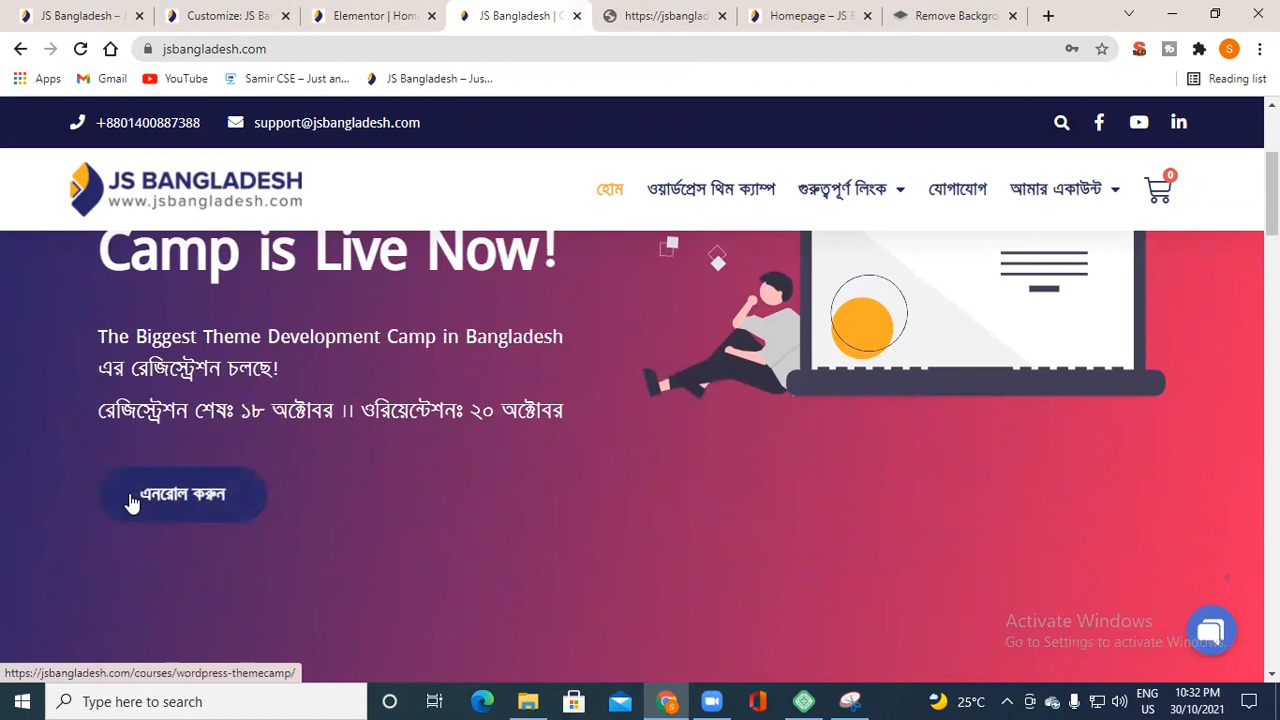 JS Bangladesh –
Customize: JS Ban
Elementor | Hom
JS Bangladesh | C
https://jsbanglad
Homepage – JS B
Remove Backgro
jsbangladesh.com
Apps
Gmail
YouTube
Samir CSE – Just an...
JS Bangladesh – Jus...
Reading list
+8801400887388
support@jsbangladesh.com
JS BANGLADESH
www.jsbangladesh.com
হোম
ওয়ার্ডপ্রেস থিম ক্যাম্প
গুরুত্বপূর্ণ লিংক
যোগাযোগ
আমার একাউন্ট
0
Camp is Live Now!
The Biggest Theme Development Camp in Bangladesh
এর রেজিস্ট্রেশন চলছে!
রেজিস্ট্রেশন শেষঃ ১৮ অক্টোবর ।। ওরিয়েন্টেশনঃ ২০ অক্টোবর
এনরোল করুন
Activate Windows
Go to Settings to activate Windows.
https://jsbangladesh.com/courses/wordpress-themecamp/
Type here to search
25°C
ENG
US
10:32 PM
30/10/2021